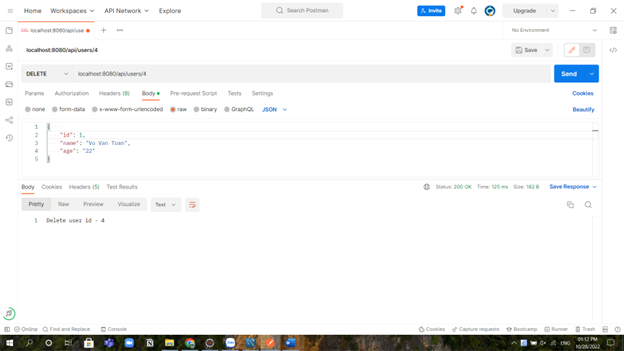 Home Workspaces API Network Explore Search Postman Invite Upgrade
DEL localhost:8080/api/use + ••• No Environment
localhost:8080/api/users/4 Save
DELETE localhost:8080/api/users/4 Send
Params Authorization Headers (8) Body Pre-request Script Tests Settings Cookies
none form-data x-www-form-urlencoded raw binary GraphQL JSON Beautify
1 {
2 "id": 1,
3 "name": "Vo Van Toan",
4 "age": "22"
5 }
Body Cookies Headers (5) Test Results Status: 200 OK Time: 125 ms Size: 182 B Save Response
Pretty Raw Preview Visualize Text
1 Delete user id - 4
Online Find and Replace Console Cookies Capture requests Bootcamp Runner Trash
ENG 01:12 PM
10/28/2022